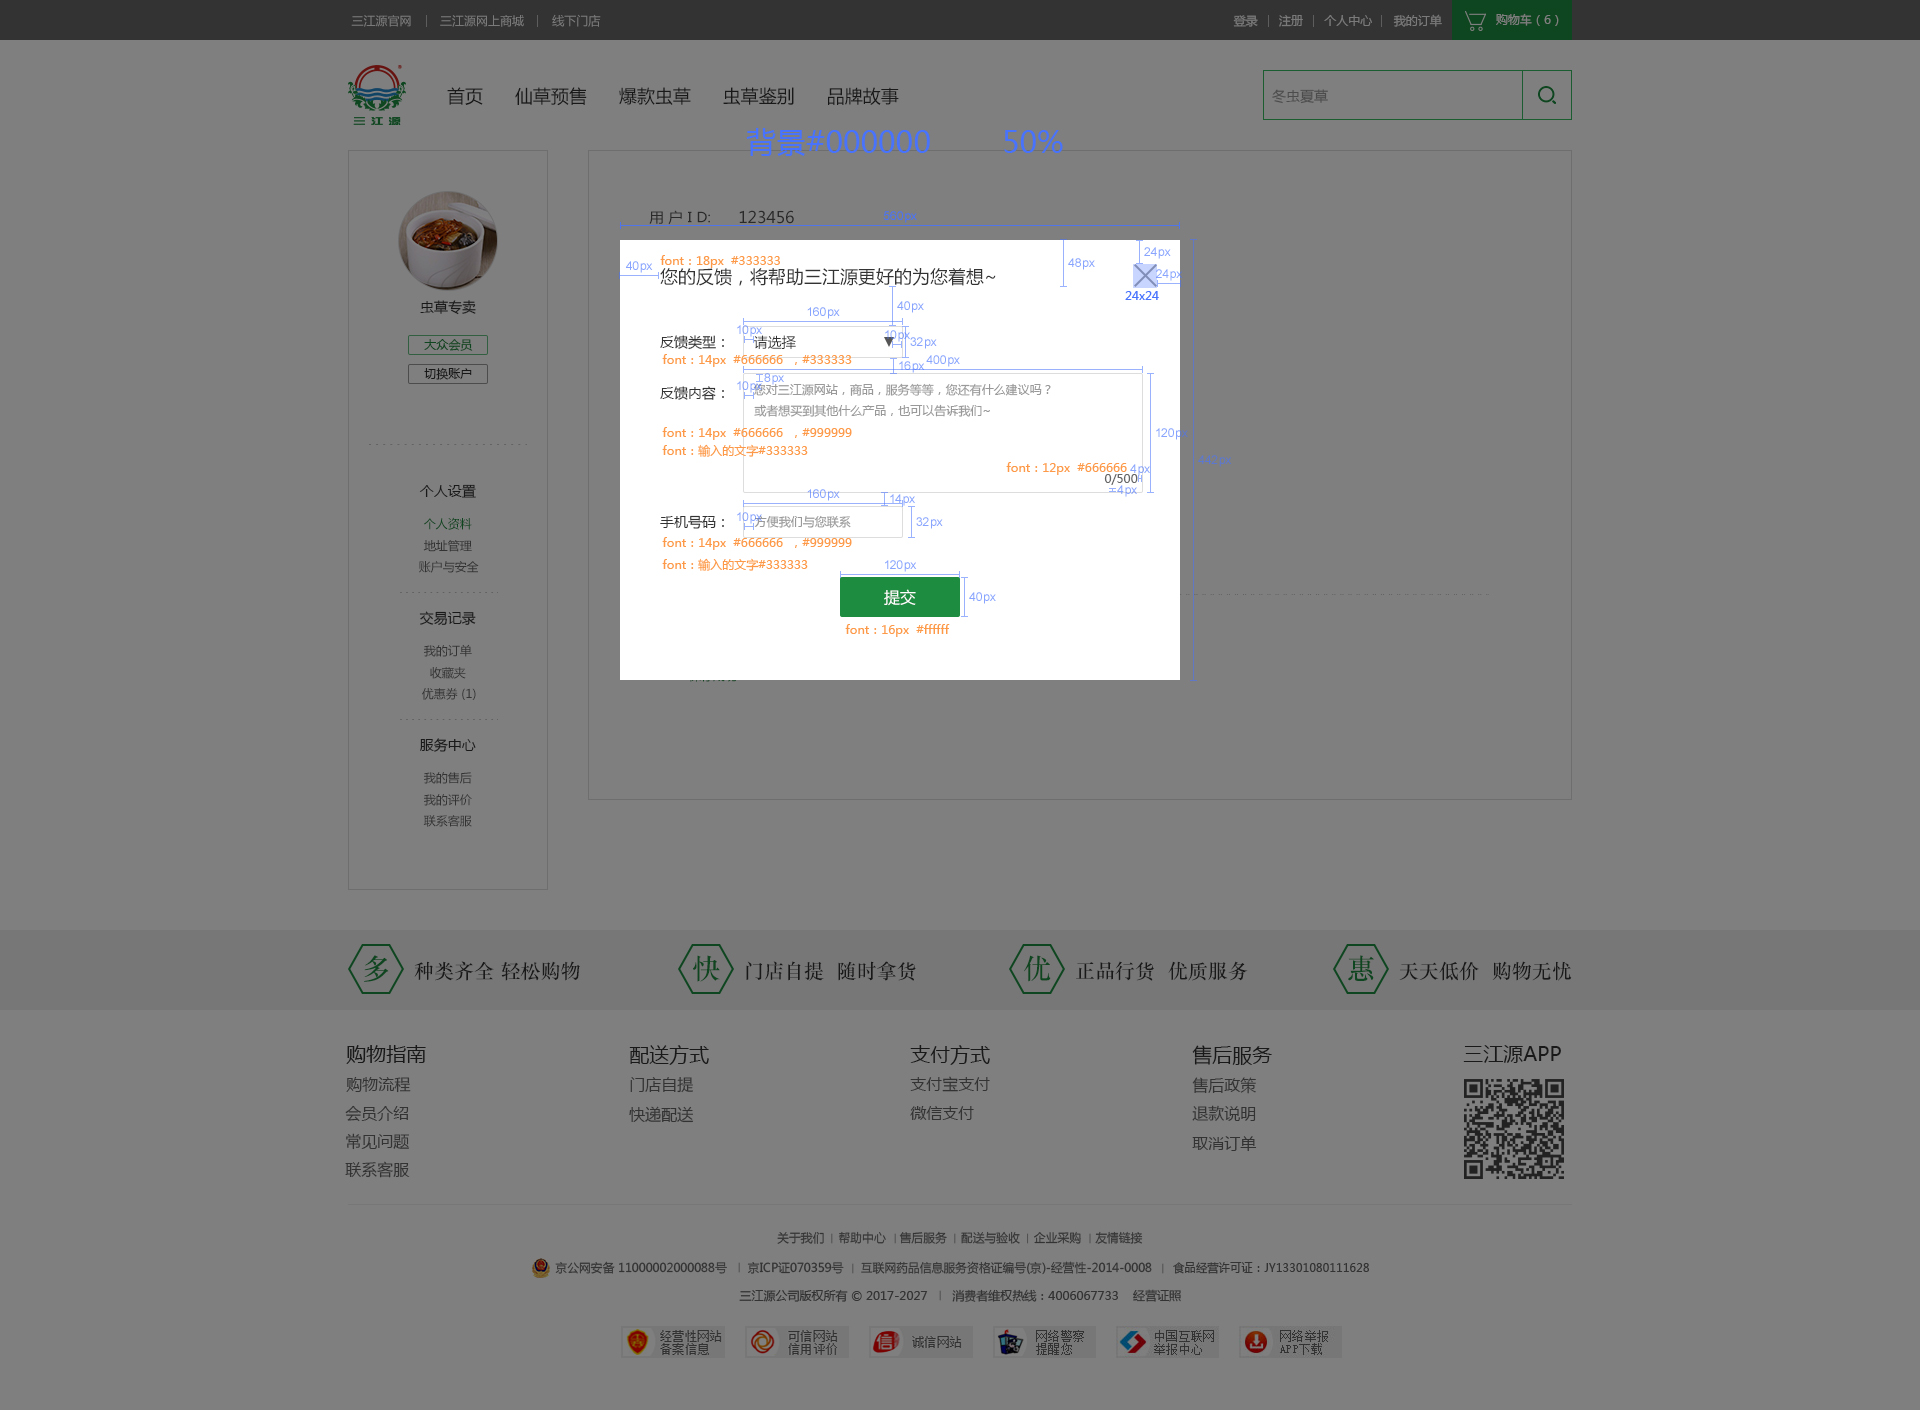 三江源官网 | 三江源网上商城 | 线下门店
登录 | 注册 | 个人中心 | 我的订单 购物车 ( 6 )
三江源
首页 仙草预售 爆款虫草 虫草鉴别 品牌故事
冬虫夏草
背景#000000 50%
虫草专卖
大众会员
切换账户
个人设置
个人资料
地址管理
账户与安全
交易记录
我的订单
收藏夹
优惠券 (1)
服务中心
我的售后
我的评价
联系客服
用 户 I D: 123456
560px
40px
font : 18px #333333
您的反馈，将帮助三江源更好的为您着想~
48px
24px
24px
24x24
40px
160px
10px
反馈类型：
请选择
10px
32px
font : 14px #666666 , #333333
16px
400px
8px
10px
反馈内容：
您对三江源网站，商品，服务等等，您还有什么建议吗？
或者想买到其他什么产品，也可以告诉我们~
font : 14px #666666 , #999999
font : 输入的文字#333333
120px
font : 12px #666666
4px
0/500
4px
160px
14px
10px
手机号码：
方便我们与您联系
32px
font : 14px #666666 , #999999
font : 输入的文字#333333
120px
提交
40px
font : 16px #ffffff
多 种类齐全 轻松购物
快 门店自提 随时拿货
优 正品行货 优质服务
惠 天天低价 购物无忧
购物指南
购物流程
会员介绍
常见问题
联系客服
配送方式
门店自提
快递配送
支付方式
支付宝支付
微信支付
售后服务
售后政策
退款说明
取消订单
三江源APP
关于我们 | 帮助中心 | 售后服务 | 配送与验收 | 企业采购 | 友情链接
京公网安备 11000002000088号 | 京ICP证070359号 | 互联网药品信息服务资格证编号(京)-经营性-2014-0008 | 食品经营许可证：JY13301080111628
三江源公司版权所有 © 2017-2027 | 消费者维权热线：4006067733 经营证照
经营性网站
备案信息
可信网站
信用评价
信 诚信网站
网络警察
提醒您
中国互联网
举报中心
网络举报
APP下载